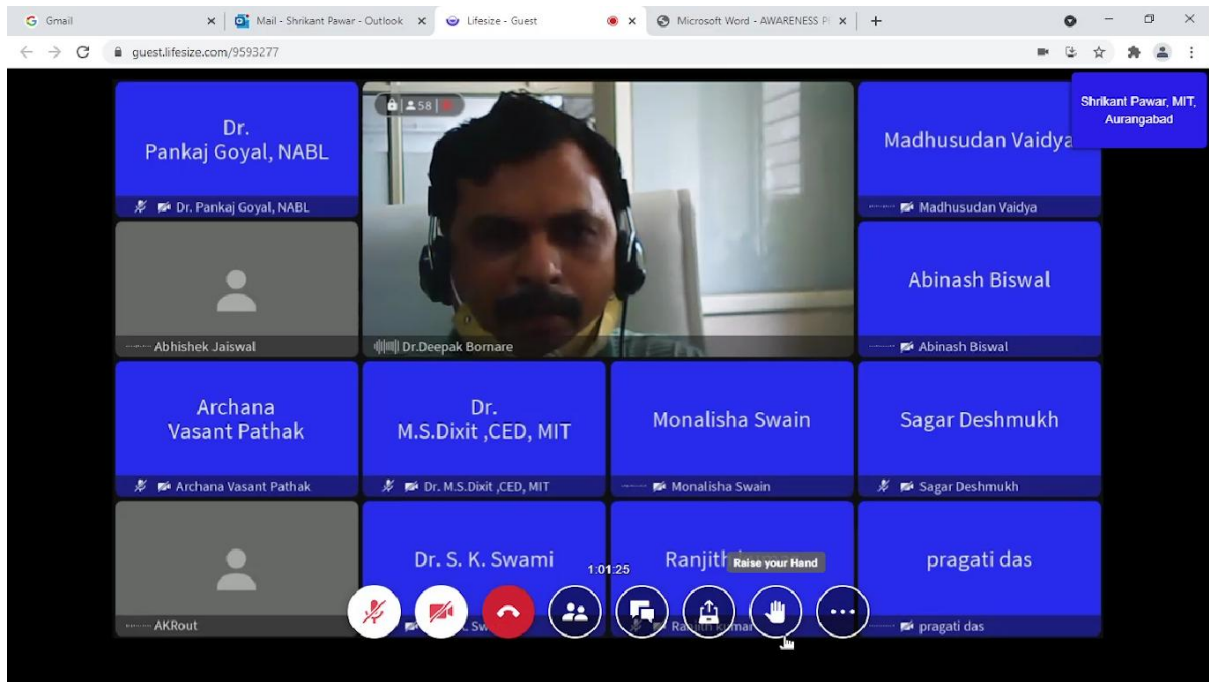 Gmail
Mail - Shrikant Pawar - Outlook
Lifesize - Guest
Microsoft Word - AWARENESS P
guest.lifesize.com/9593277
Shrikant Pawar, MIT,
Aurangabad
Dr.
Pankaj Goyal, NABL
Dr. Pankaj Goyal, NABL
58
Dr.Deepak Bornare
Madhusudan Vaidya
Madhusudan Vaidya
Abhishek Jaiswal
Abinash Biswal
Abinash Biswal
Archana
Vasant Pathak
Archana Vasant Pathak
Dr.
M.S.Dixit ,CED, MIT
Dr. M.S.Dixit ,CED, MIT
Monalisha Swain
Monalisha Swain
Sagar Deshmukh
Sagar Deshmukh
AKRout
Dr. S. K. Swami
1:01:25
Ranjith
Raise your Hand
pragati das
pragati das